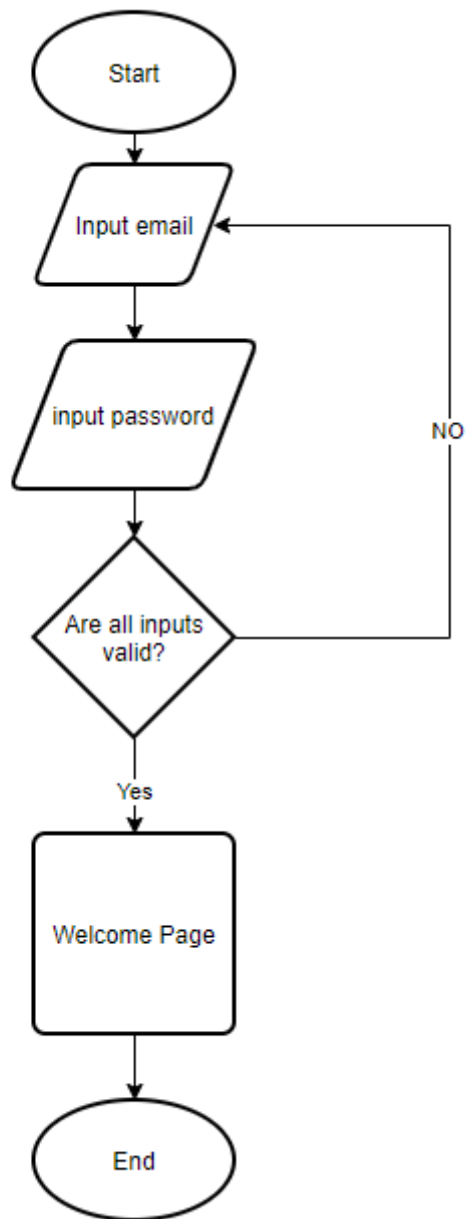 Start
Input email
input password
NO
Are all inputs
valid?
Yes
Welcome Page
End